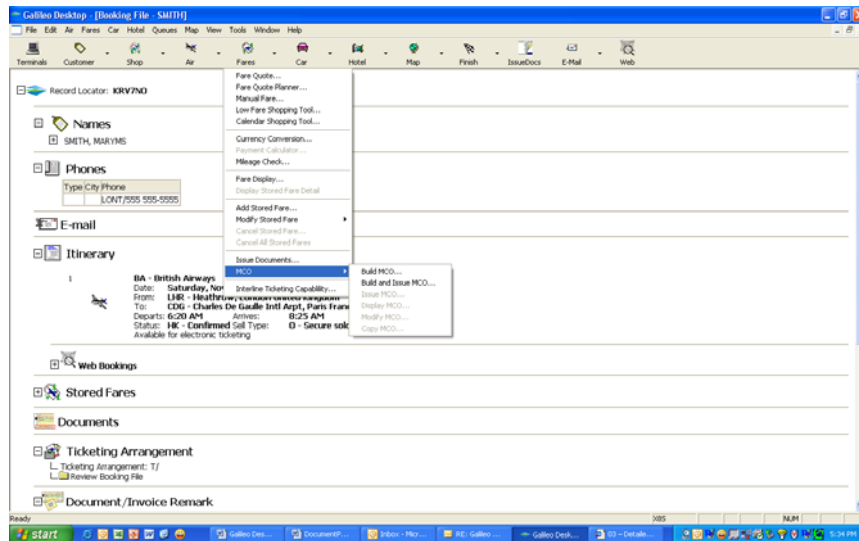 Galileo Desktop - [Booking File - SMITH]
File Edit Air Fares Car Hotel Queues Map View Tools Window Help
Terminals Customer Shop Air Fares Car Hotel Map Finish IssueDocs E-Mail Web
Record Locator: KRV7NO
Names
SMITH, MARYMS
Phones
Type City Phone
LONT/555 555-5555
E-mail
Itinerary
1 BA - British Airways
Date: Saturday, Nov
From: LHR - Heathrow, London United Kingdom
To: CDG - Charles De Gaulle Intl Arpt, Paris Fran
Departs: 6:20 AM Arrives: 8:25 AM
Status: HK - Confirmed Sell Type: O - Secure sol
Available for electronic ticketing
Web Bookings
Stored Fares
Documents
Ticketing Arrangement
Ticketing Arrangement: T/
Review Booking File
Document/Invoice Remark
Fare Quote...
Fare Quote Planner...
Manual Fare...
Low Fare Shopping Tool...
Calendar Shopping Tool...
Currency Conversion...
Payment Calculator...
Mileage Check...
Fare Display...
Display Stored Fare Detail
Add Stored Fare...
Modify Stored Fare
Cancel Stored Fare...
Cancel All Stored Fares
Issue Documents...
MCO
Interline Ticketing Capability...
Build MCO...
Build and Issue MCO...
Issue MCO...
Display MCO...
Modify MCO...
Copy MCO...
Ready X85 NUM
start Galileo Des... DocumentP... Inbox - Micr... RE: Galileo ... Galileo Desk... 03 - Detaile... 5:34 PM